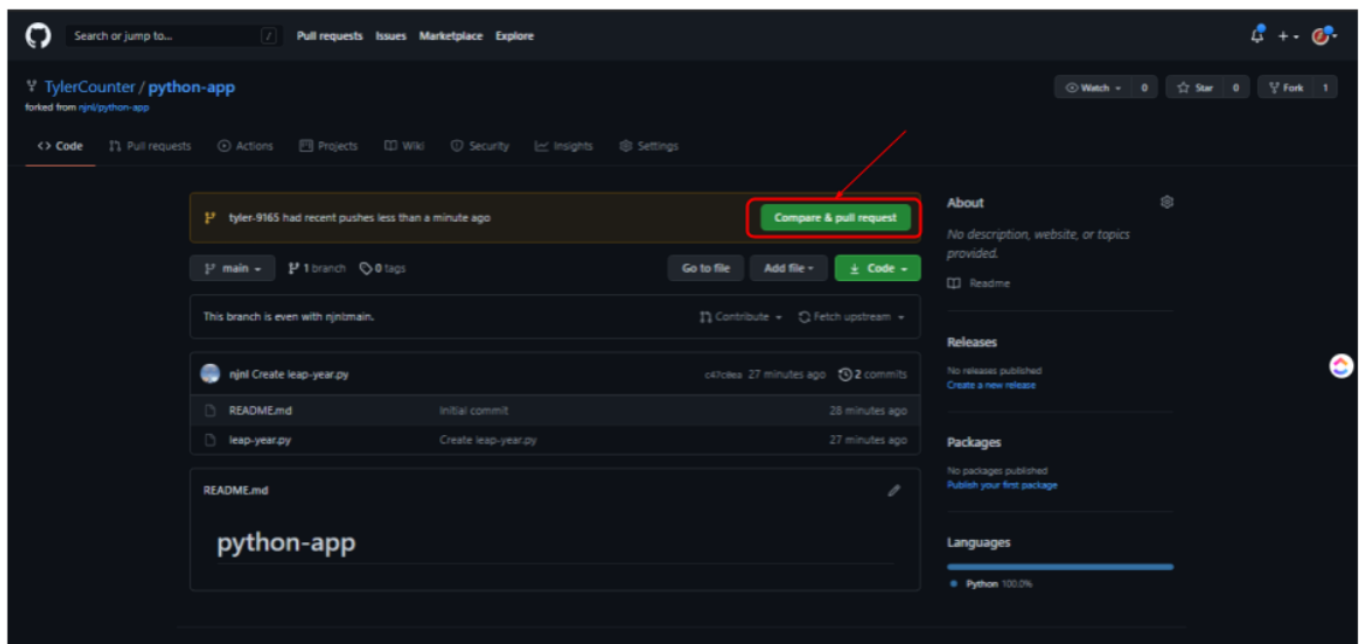 Search or jump to... / Pull requests Issues Marketplace Explore
TylerCounter / python-app
forked from njnl/python-app
Watch 0 Star 0 Fork 1
<> Code Pull requests Actions Projects Wiki Security Insights Settings
tyler-9165 had recent pushes less than a minute ago Compare & pull request
main 1 branch 0 tags Go to file Add file Code
This branch is even with njnl:main. Contribute Fetch upstream
njnl Create leap-year.py 27 minutes ago 2 commits
README.md Initial commit 28 minutes ago
leap-year.py Create leap-year.py 27 minutes ago
README.md
python-app
About
No description, website, or topics
provided.
Readme
Releases
No releases published
Create a new release
Packages
No packages published
Publish your first package
Languages
Python 100.0%